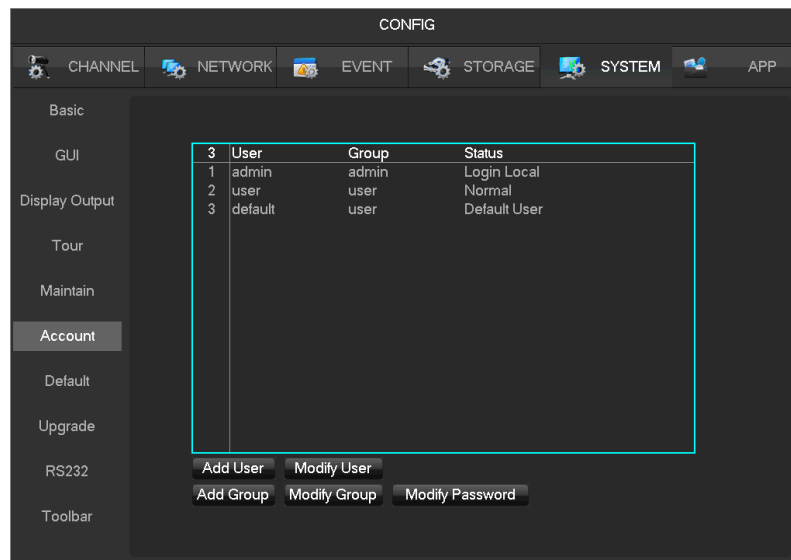 CONFIG
CHANNEL NETWORK EVENT STORAGE SYSTEM APP
Basic
GUI
Display Output
Tour
Maintain
Account
Default
Upgrade
RS232
Toolbar
3 User Group Status
1 admin admin Login Local
2 user user Normal
3 default user Default User
Add User Modify User
Add Group Modify Group Modify Password